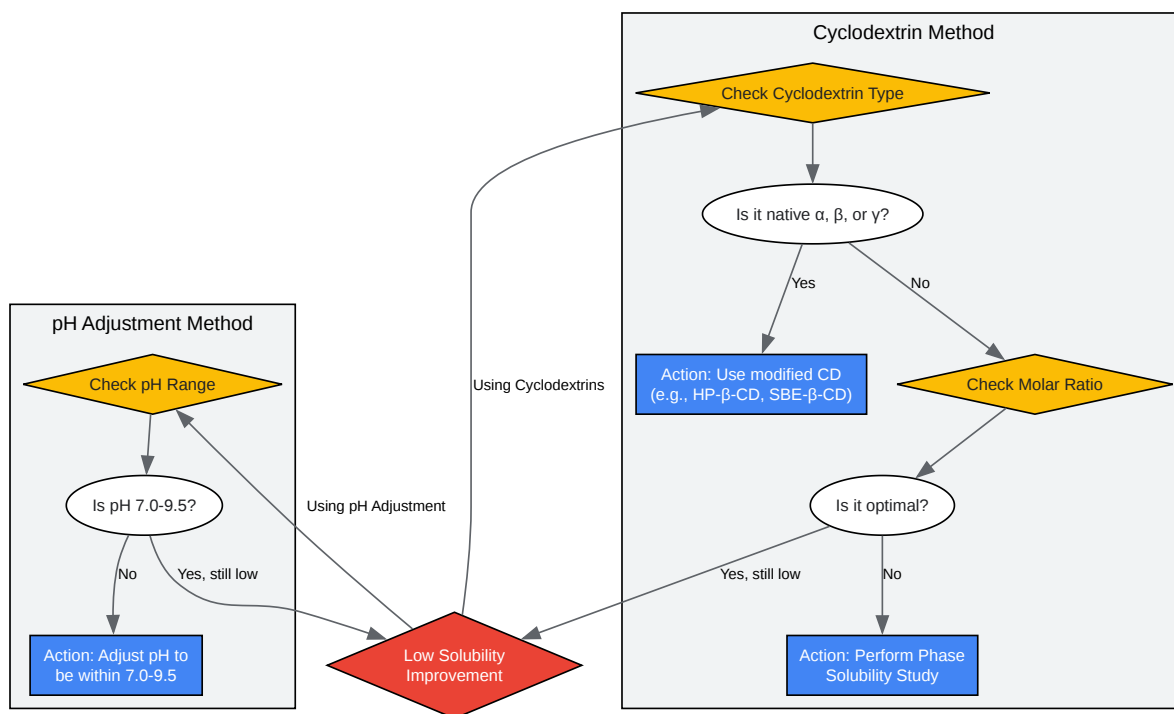 Cyclodextrin Method
Check Cyclodextrin Type
Is it native α, β, or γ?
Yes
No
Action: Use modified CD
(e.g., HP-β-CD, SBE-β-CD)
Check Molar Ratio
Is it optimal?
Yes, still low
No
Action: Perform Phase
Solubility Study
Using Cyclodextrins
pH Adjustment Method
Check pH Range
Is pH 7.0-9.5?
Using pH Adjustment
No
Yes, still low
Action: Adjust pH to
be within 7.0-9.5
Low Solubility
Improvement